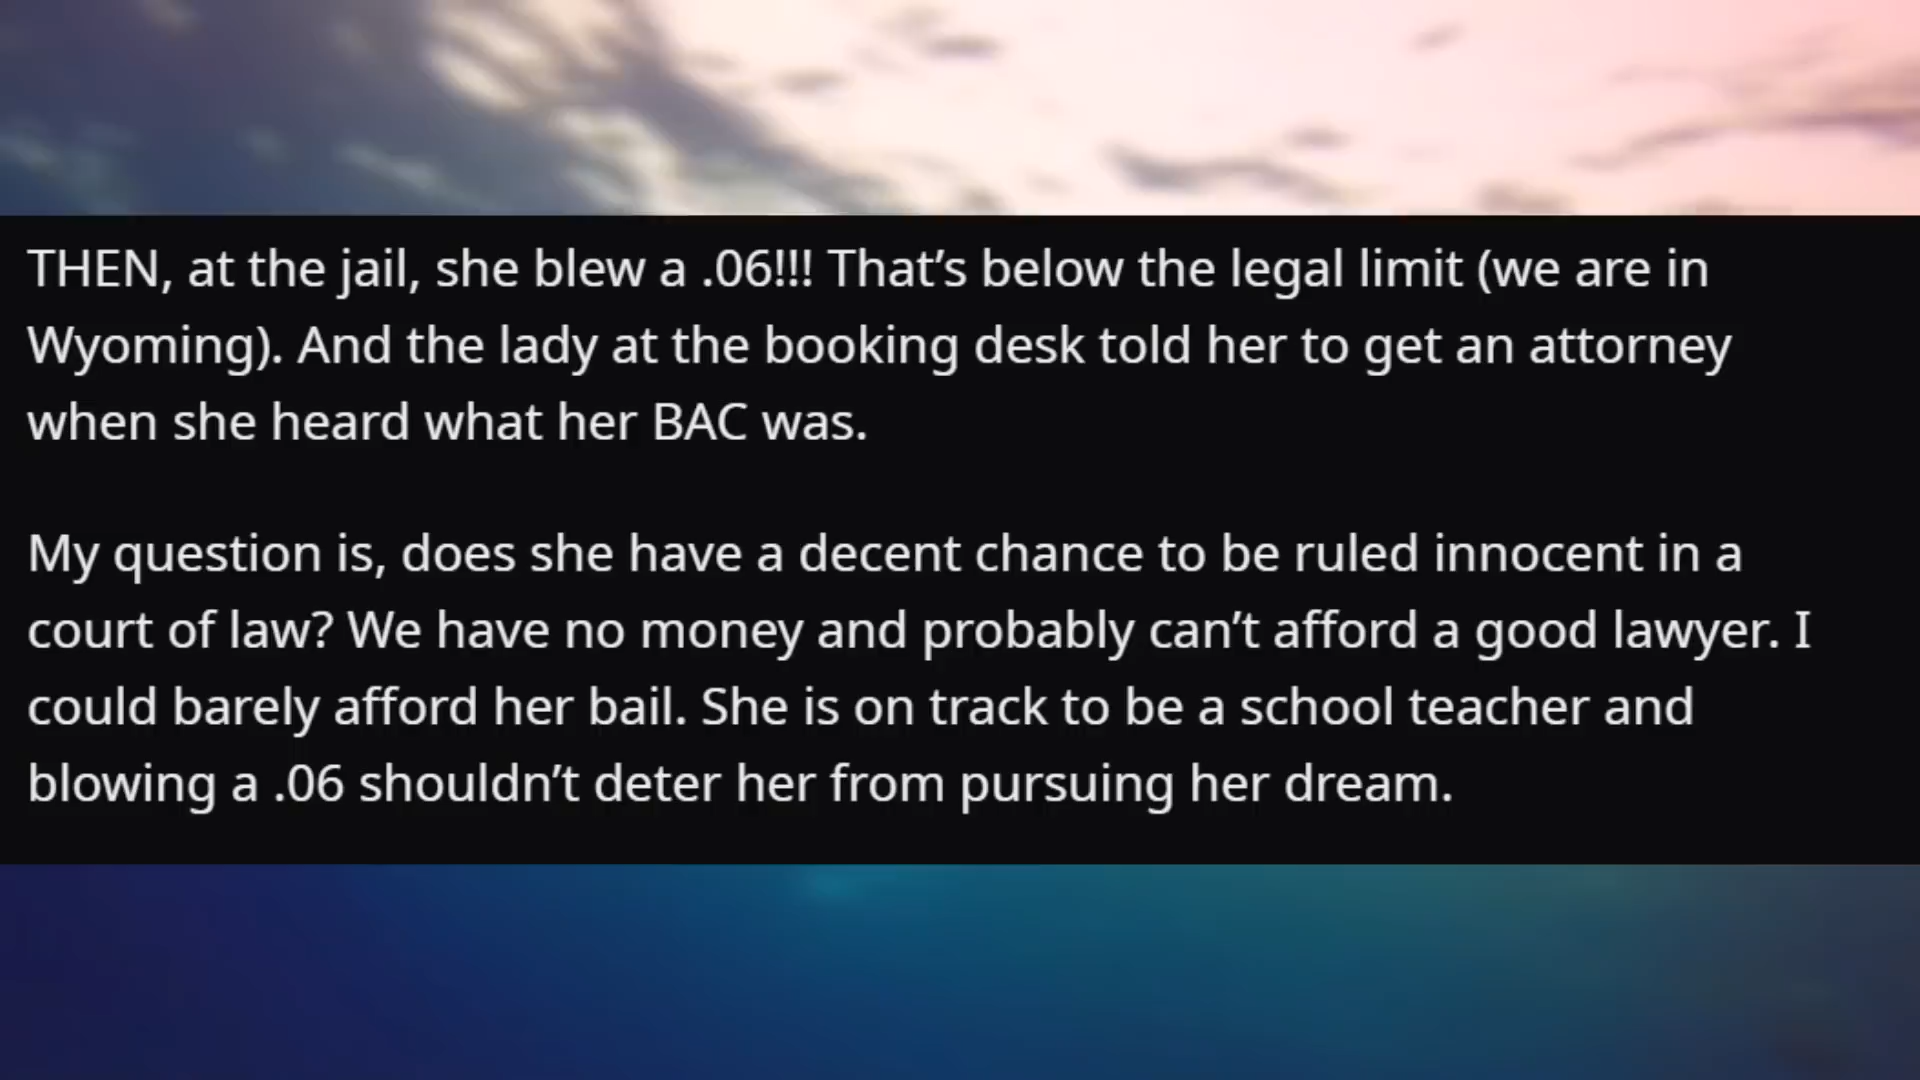 THEN, at the jail, she blew a .06!!! That’s below the legal limit (we are in
Wyoming). And the lady at the booking desk told her to get an attorney
when she heard what her BAC was.
My question is, does she have a decent chance to be ruled innocent in a
court of law? We have no money and probably can’t afford a good lawyer. I
could barely afford her bail. She is on track to be a school teacher and
blowing a .06 shouldn’t deter her from pursuing her dream.